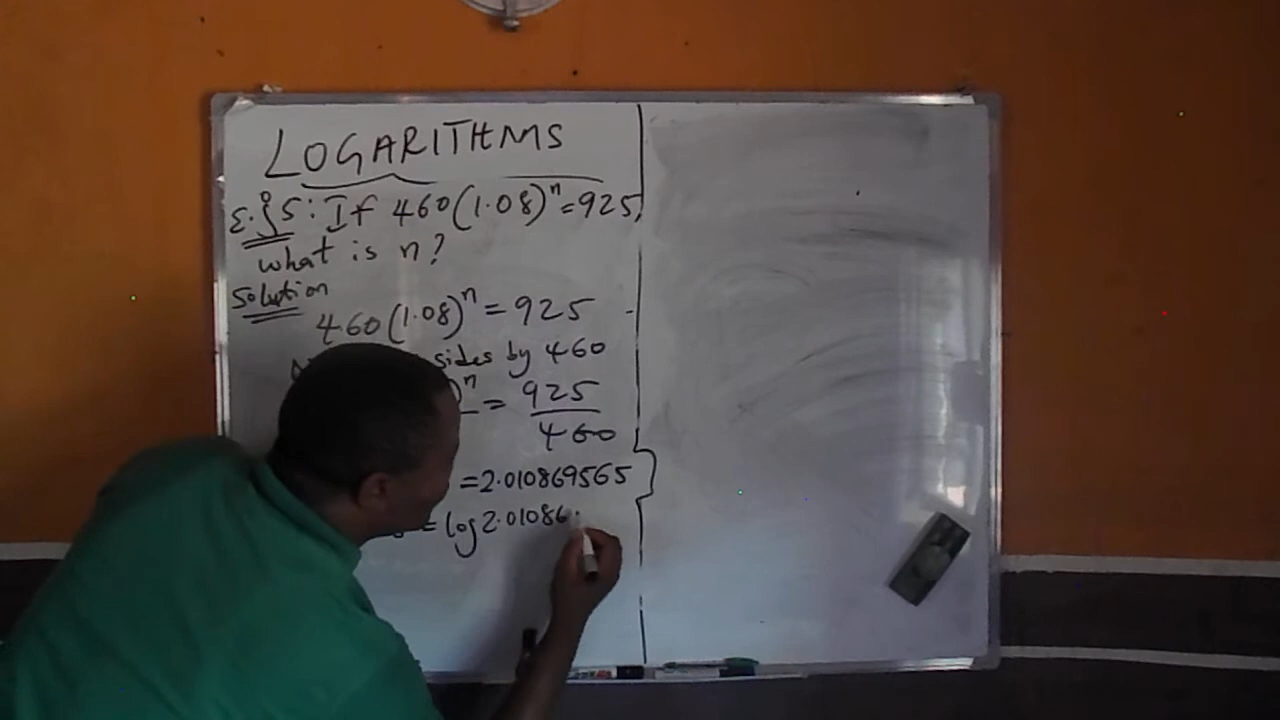 LOGARITHMS
E.g 5: If 460(1.08)ⁿ=925,
what is n?
Solution
460(1.08)ⁿ = 925
sides by 460
)ⁿ = 925
460
=2.010869565
= log 2.01086